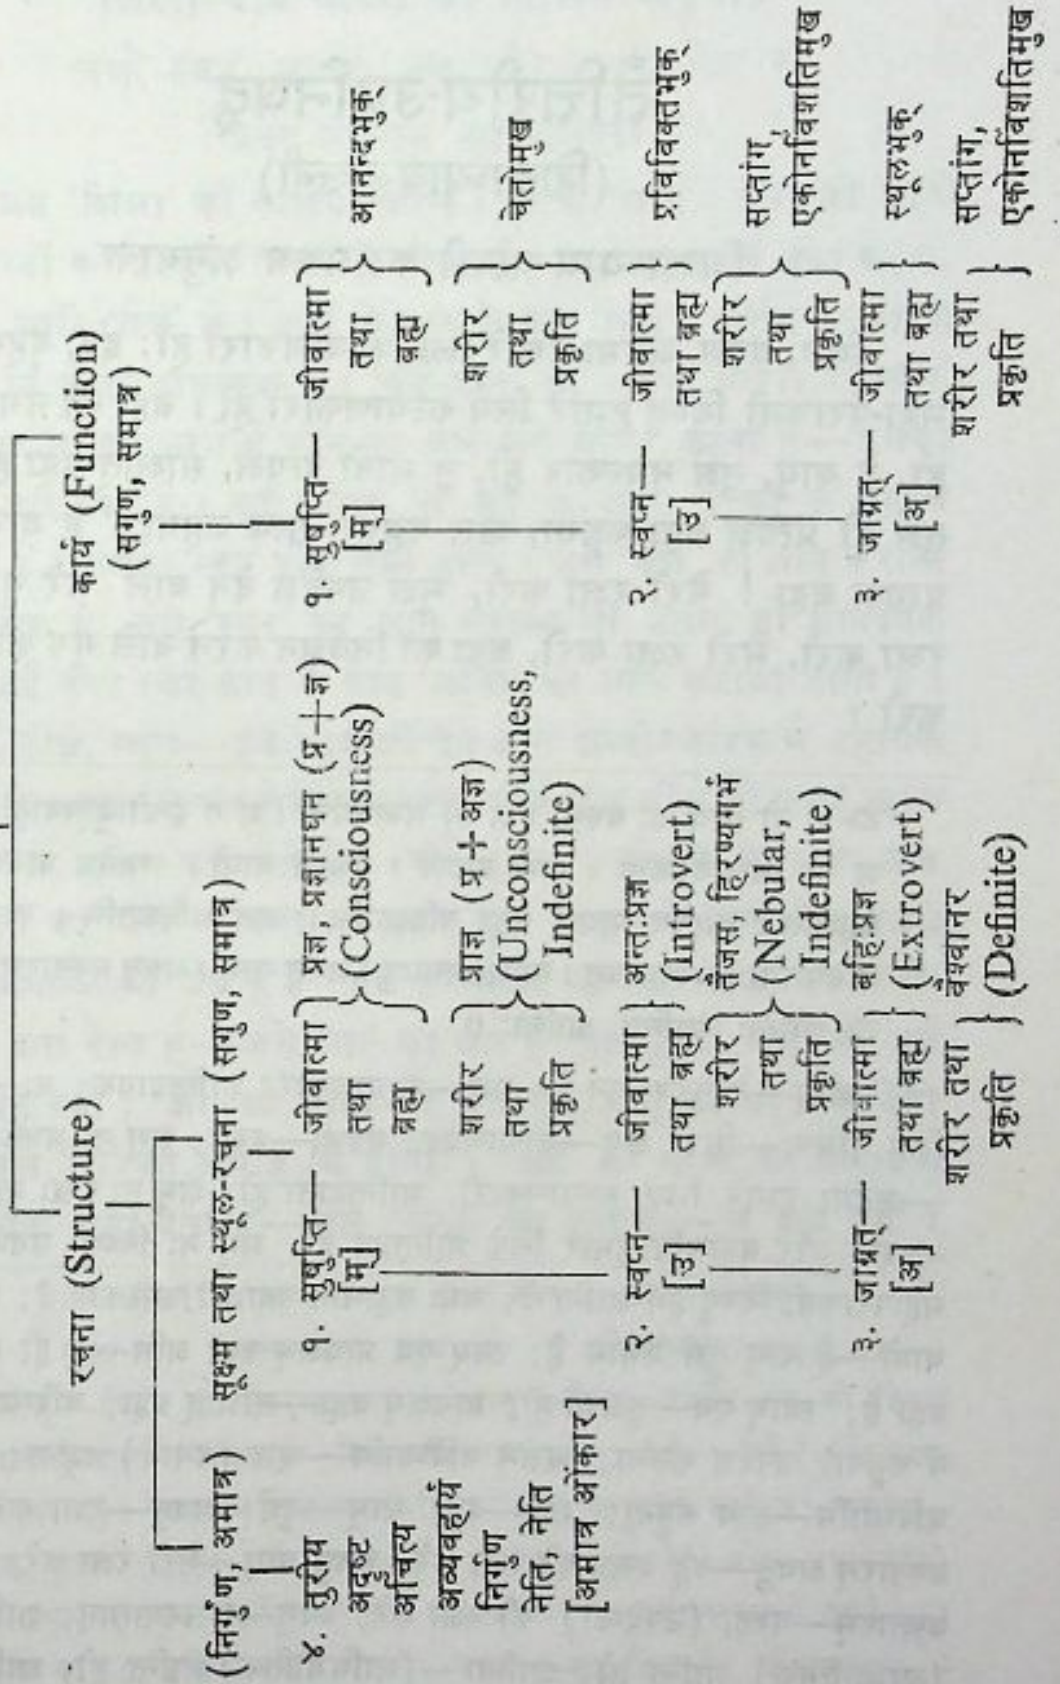 रचना (Structure)
कार्य (Function)
(सगुण, समात्र)
(निर्गुण, अमात्र)
सूक्ष्म तथा स्थूल-रचना (सगुण, समात्र)
४. तुरीय
अदृष्ट
अचिंत्य
अव्यवहार्य
निर्गुण
नेति, नेति
[अमात्र ओंकार]
१. सुषुप्ति—
[म्]
जीवात्मा
तथा
ब्रह्म
प्रज्ञ, प्रज्ञानघन (प्र+ज्ञ)
(Consciousness)
शरीर
तथा
प्रकृति
प्राज्ञ (प्र+अज्ञ)
(Unconsciousness,
Indefinite)
२. स्वप्न—
[उ]
जीवात्मा
तथा ब्रह्म
अन्तःप्रज्ञ
(Introvert)
शरीर
तथा
प्रकृति
तैजस, हिरण्यगर्भ
(Nebular,
Indefinite)
३. जाग्रत्—
[अ]
जीवात्मा
तथा ब्रह्म
बहिःप्रज्ञ
(Extrovert)
शरीर तथा
प्रकृति
वैश्वानर
(Definite)
१. सुषुप्ति—
[म्]
जीवात्मा
तथा
ब्रह्म
आनन्दभुक्
शरीर
तथा
प्रकृति
चेतोमुख
२. स्वप्न—
[उ]
जीवात्मा
तथा ब्रह्म
प्रविविक्तभुक्
शरीर
तथा
प्रकृति
सप्तांग,
एकोनविंशतिमुख
३. जाग्रत्—
[अ]
जीवात्मा
तथा ब्रह्म
स्थूलभुक्
शरीर तथा
प्रकृति
सप्तांग,
एकोनविंशतिमुख